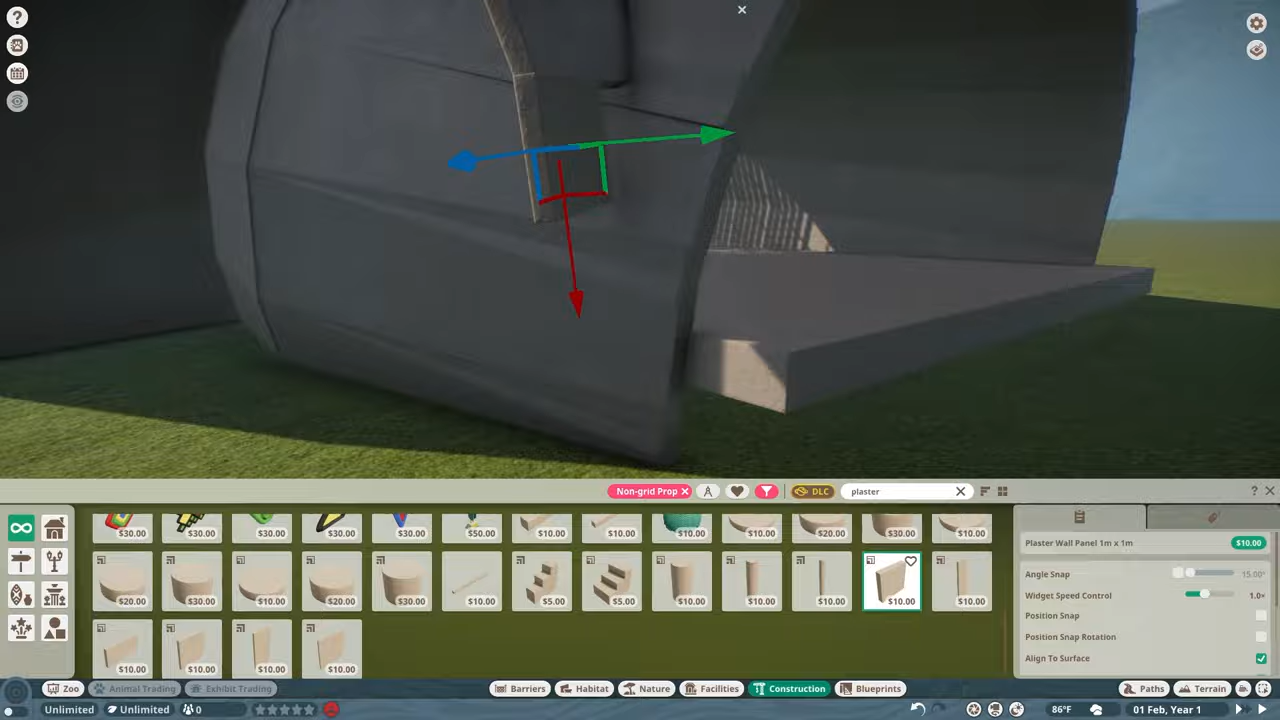 ?
Non-grid Prop ✕
DLC
plaster
? ✕
$30.00 $30.00 $30.00 $30.00 $30.00 $50.00 $10.00 $10.00 $10.00 $10.00 $20.00 $30.00 $10.00
Plaster Wall Panel 1m x 1m $10.00
Angle Snap 15.00°
Widget Speed Control 1.0×
$20.00 $30.00 $10.00 $20.00 $30.00 $10.00 $5.00 $5.00 $10.00 $10.00 $10.00 $10.00 $10.00
Position Snap
Position Snap Rotation
Align To Surface
$10.00 $10.00 $10.00 $10.00
Zoo Animal Trading Exhibit Trading Barriers Habitat Nature Facilities Construction Blueprints Paths Terrain
Unlimited Unlimited 0 86°F 01 Feb, Year 1